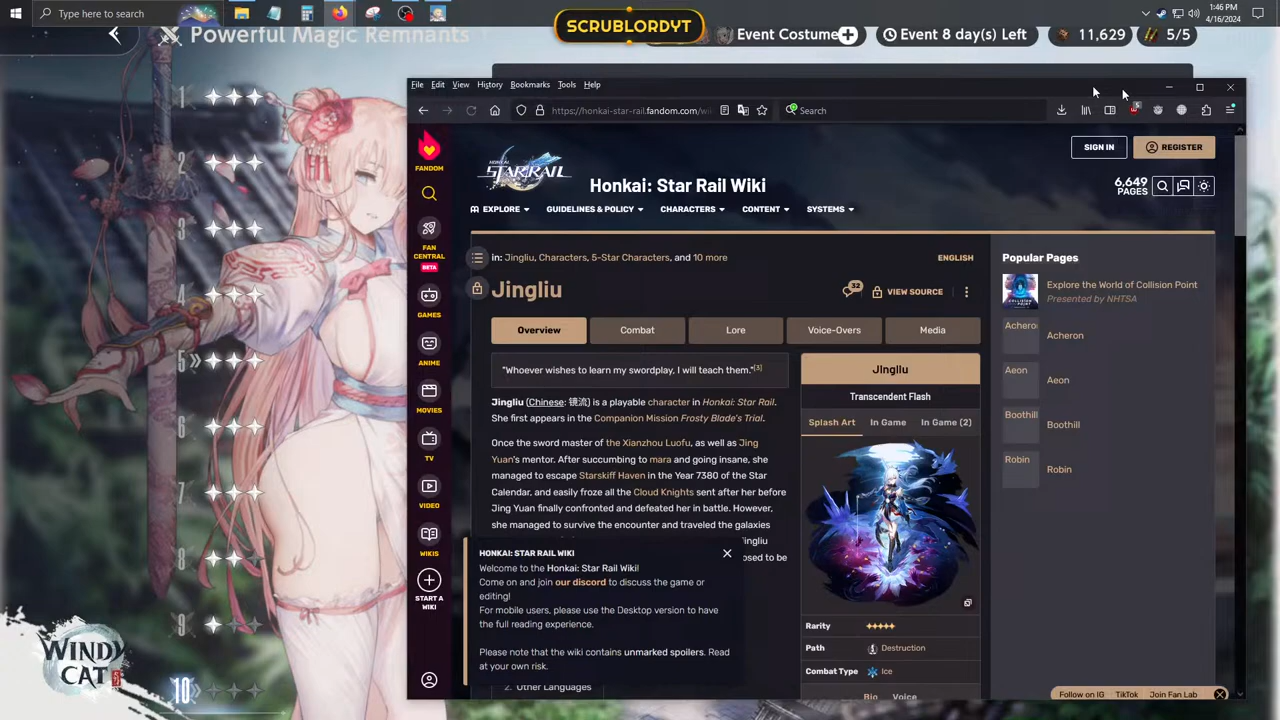 Type here to search
1:46 PM
4/16/2024
SCRUBLORDYT
Powerful Magic Remnants
Event Costume
Event 8 day(s) Left
11,629
5/5
File Edit View History Bookmarks Tools Help
https://honkai-star-rail.fandom.com/wi
Search
5
FANDOM
FAN CENTRAL
BETA
GAMES
ANIME
MOVIES
TV
VIDEO
WIKIS
START A WIKI
HONKAI
STAR RAIL
Honkai: Star Rail Wiki
SIGN IN
REGISTER
6,649
PAGES
EXPLORE
GUIDELINES & POLICY
CHARACTERS
CONTENT
SYSTEMS
in: Jingliu, Characters, 5-Star Characters, and 10 more
ENGLISH
Jingliu
32
VIEW SOURCE
Overview
Combat
Lore
Voice-Overs
Media
"Whoever wishes to learn my swordplay, I will teach them."[3]
Jingliu (Chinese: 镜流) is a playable character in Honkai: Star Rail.
She first appears in the Companion Mission Frosty Blade's Trial.
Once the sword master of the Xianzhou Luofu, as well as Jing
Yuan's mentor. After succumbing to mara and going insane, she
managed to escape Starskiff Haven in the Year 7380 of the Star
Calendar, and easily froze all the Cloud Knights sent after her before
Jing Yuan finally confronted and defeated her in battle. However,
she managed to survive the encounter and traveled the galaxies
Jingliu
osed to be
2. Other Languages
HONKAI: STAR RAIL WIKI
Welcome to the Honkai: Star Rail Wiki!
Come on and join our discord to discuss the game or
editing!
For mobile users, please use the Desktop version to have
the full reading experience.
Please note that the wiki contains unmarked spoilers. Read
at your own risk.
Jingliu
Transcendent Flash
Splash Art
In Game
In Game (2)
Rarity
Path Destruction
Combat Type Ice
Bio Voice
Popular Pages
Explore the World of Collision Point
Presented by NHTSA
Acheron
Acheron
Aeon
Aeon
Boothill
Boothill
Robin
Robin
Follow on IG TikTok Join Fan Lab
1
2
3
4
5
6
7
8
9
10
WINDY
CAT